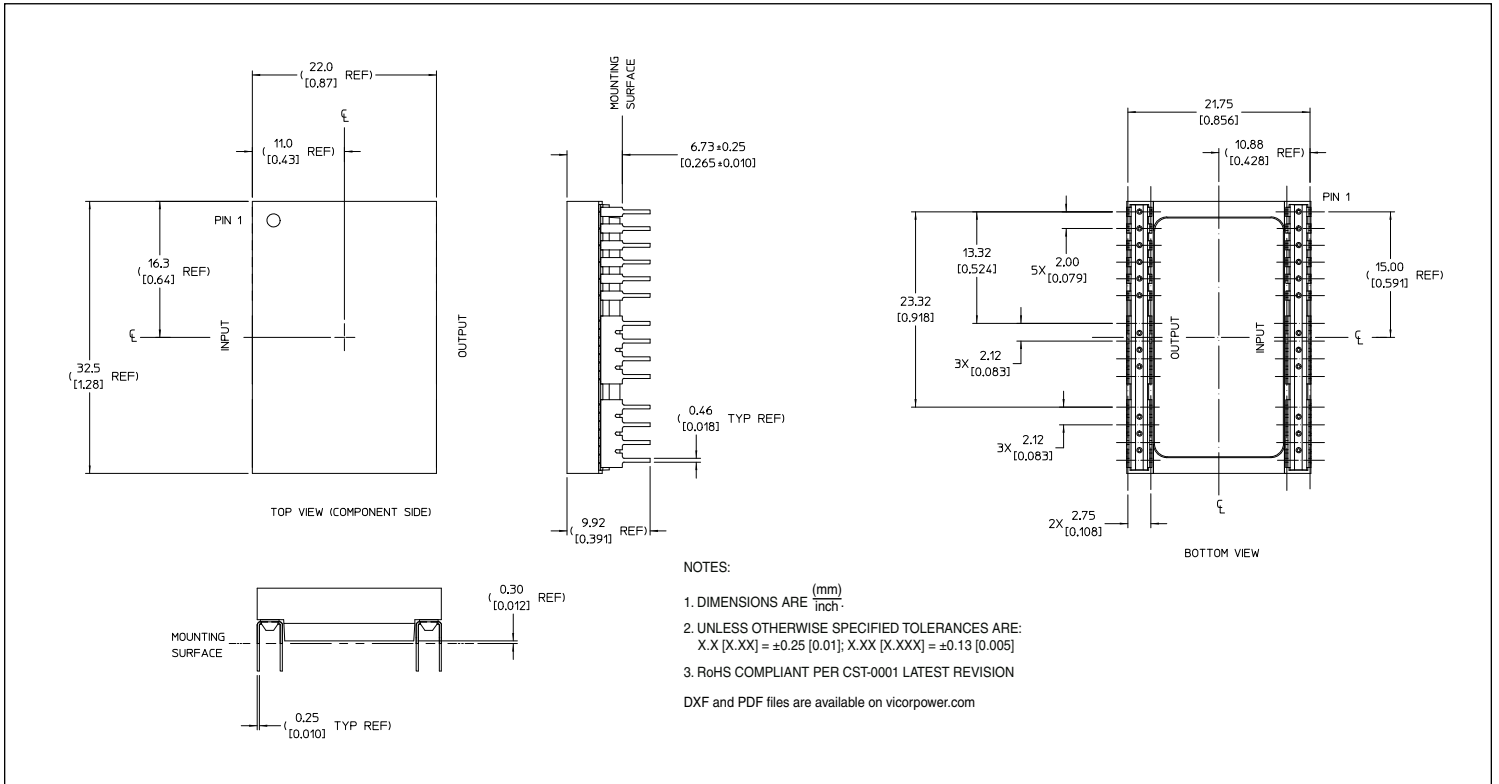 22.0
[0.87]
( REF)
℄
11.0
[0.43]
( REF)
PIN 1
16.3
[0.64]
( REF)
℄
INPUT
OUTPUT
32.5
[1.28]
( REF)
TOP VIEW (COMPONENT SIDE)
MOUNTING
SURFACE
6.73±0.25
[0.265±0.010]
0.46
[0.018]
( TYP REF)
9.92
[0.391]
( REF)
21.75
[0.856]
10.88
[0.428]
( REF)
PIN 1
13.32
[0.524]
5X 2.00
[0.079]
15.00
[0.591]
( REF)
23.32
[0.918]
OUTPUT
INPUT
℄
3X 2.12
[0.083]
3X 2.12
[0.083]
2X 2.75
[0.108]
℄
BOTTOM VIEW
0.30
[0.012]
( REF)
MOUNTING
SURFACE
0.25
[0.010]
( TYP REF)
NOTES:
1. DIMENSIONS ARE (mm)
inch.
2. UNLESS OTHERWISE SPECIFIED TOLERANCES ARE:
X.X [X.XX] = ±0.25 [0.01]; X.XX [X.XXX] = ±0.13 [0.005]
3. RoHS COMPLIANT PER CST-0001 LATEST REVISION
DXF and PDF files are available on vicorpower.com